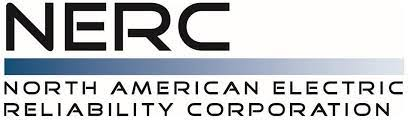 NERC
NORTH AMERICAN ELECTRIC
RELIABILITY CORPORATION